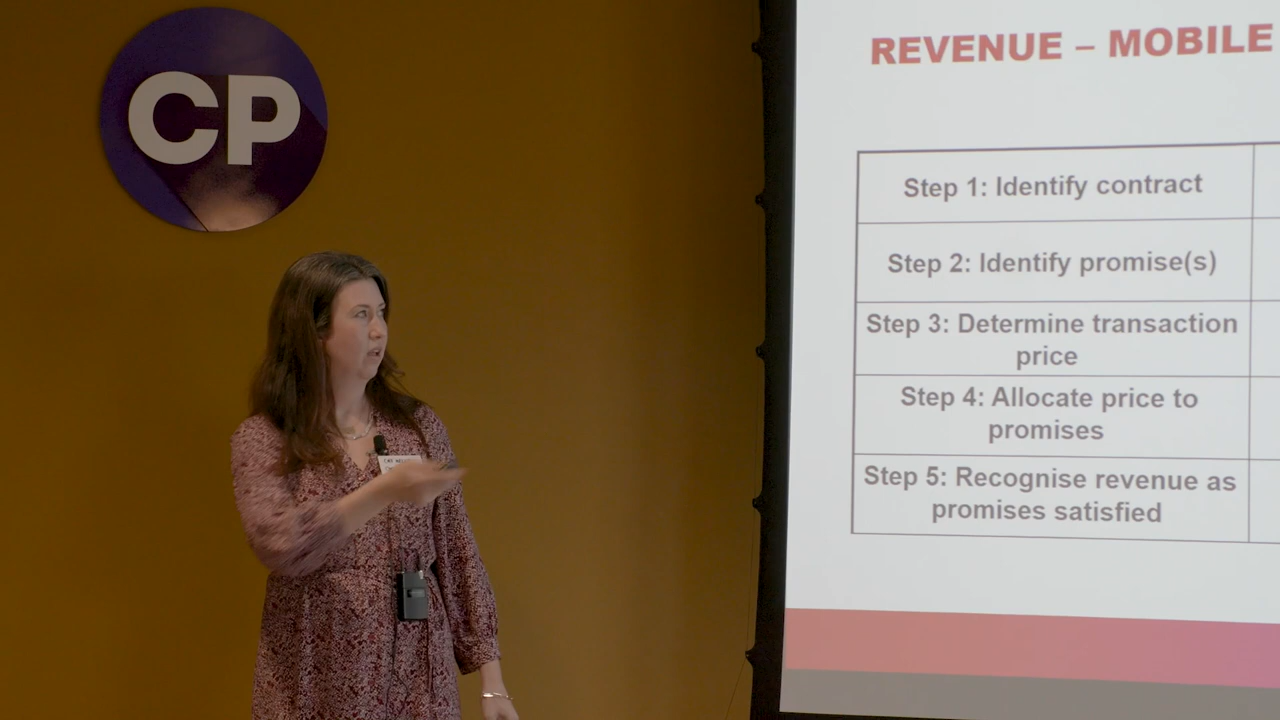 CP
REVENUE – MOBILE
Step 1: Identify contract
Step 2: Identify promise(s)
Step 3: Determine transaction
price
Step 4: Allocate price to
promises
Step 5: Recognise revenue as
promises satisfied